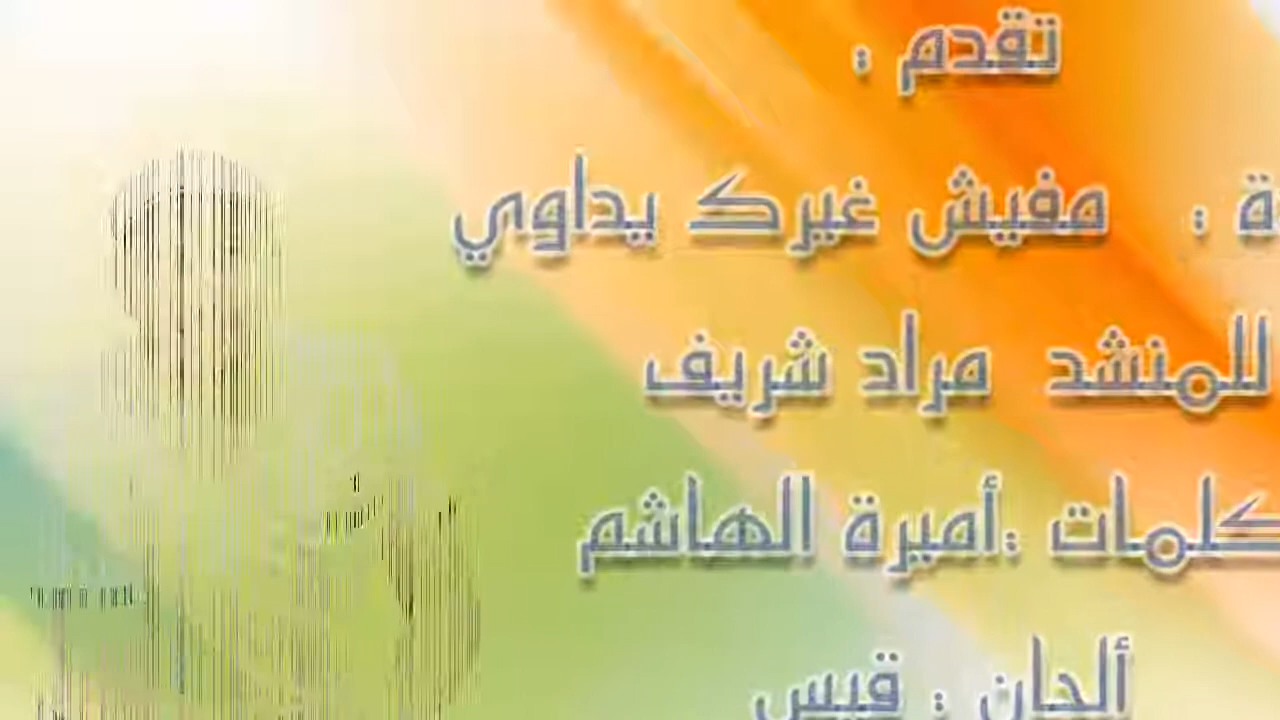 تقدم :
ة : مفيش غيرك يداوي
للمنشد مراد شريف
كلمات :أميرة الهاشم
ألحان : قيس